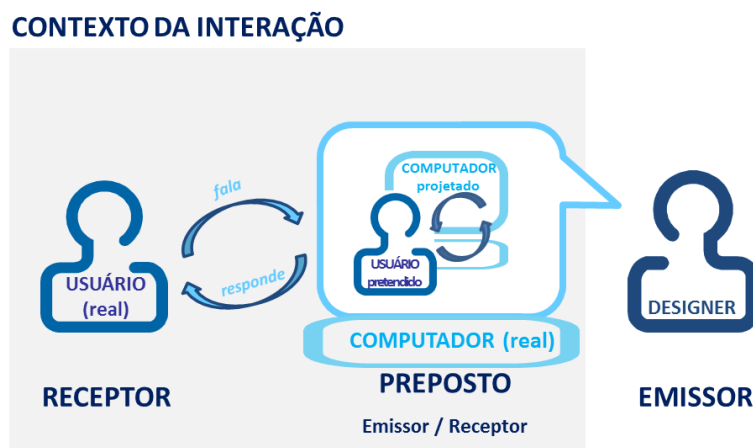 CONTEXTO DA INTERAÇÃO
fala
responde
USUÁRIO
(real)
COMPUTADOR
projetado
USUÁRIO
pretendido
COMPUTADOR (real)
DESIGNER
RECEPTOR
PREPOSTO
Emissor / Receptor
EMISSOR